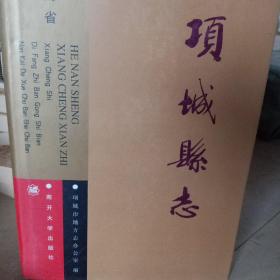 項城縣志
省
HE NAN SHENG
XIANG CHENG XIAN ZHI
Xiang Cheng Shi
Di Fang Zhi Ban Gong Shi Bian
Nan Kai Da Xue Chu Ban She Chu Ban
●项城市地方志办公室 编
●南开大学出版社